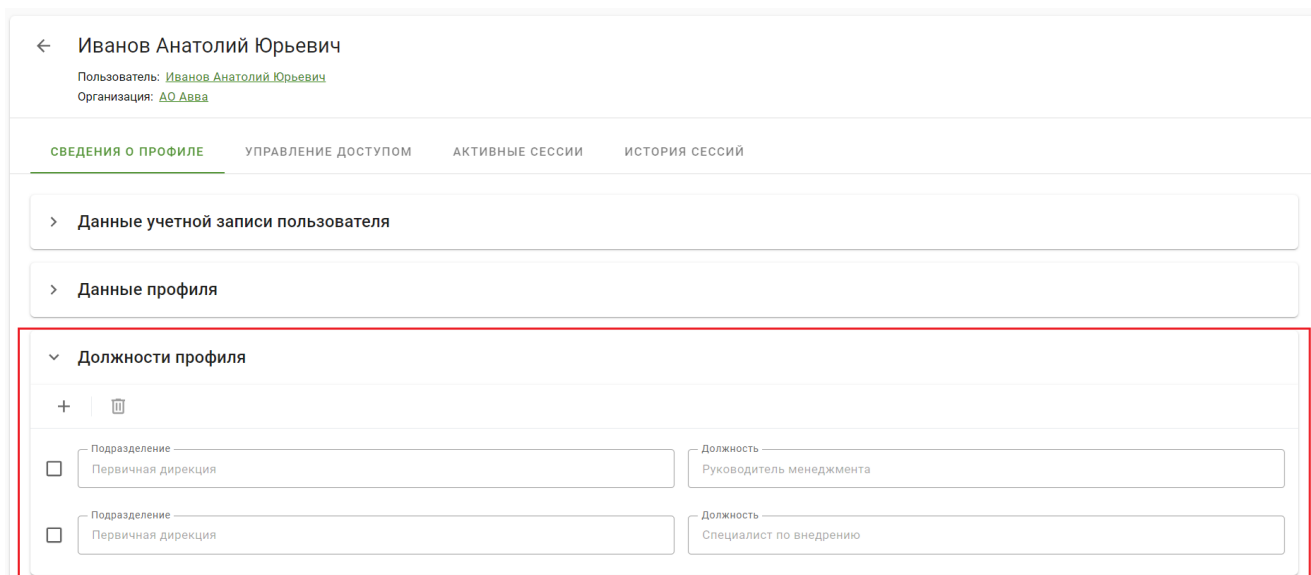 Иванов Анатолий Юрьевич
Пользователь: Иванов Анатолий Юрьевич
Организация: АО Авва
СВЕДЕНИЯ О ПРОФИЛЕ УПРАВЛЕНИЕ ДОСТУПОМ АКТИВНЫЕ СЕССИИ ИСТОРИЯ СЕССИЙ
Данные учетной записи пользователя
Данные профиля
Должности профиля
Подразделение Должность
Первичная дирекция Руководитель менеджмента
Подразделение Должность
Первичная дирекция Специалист по внедрению